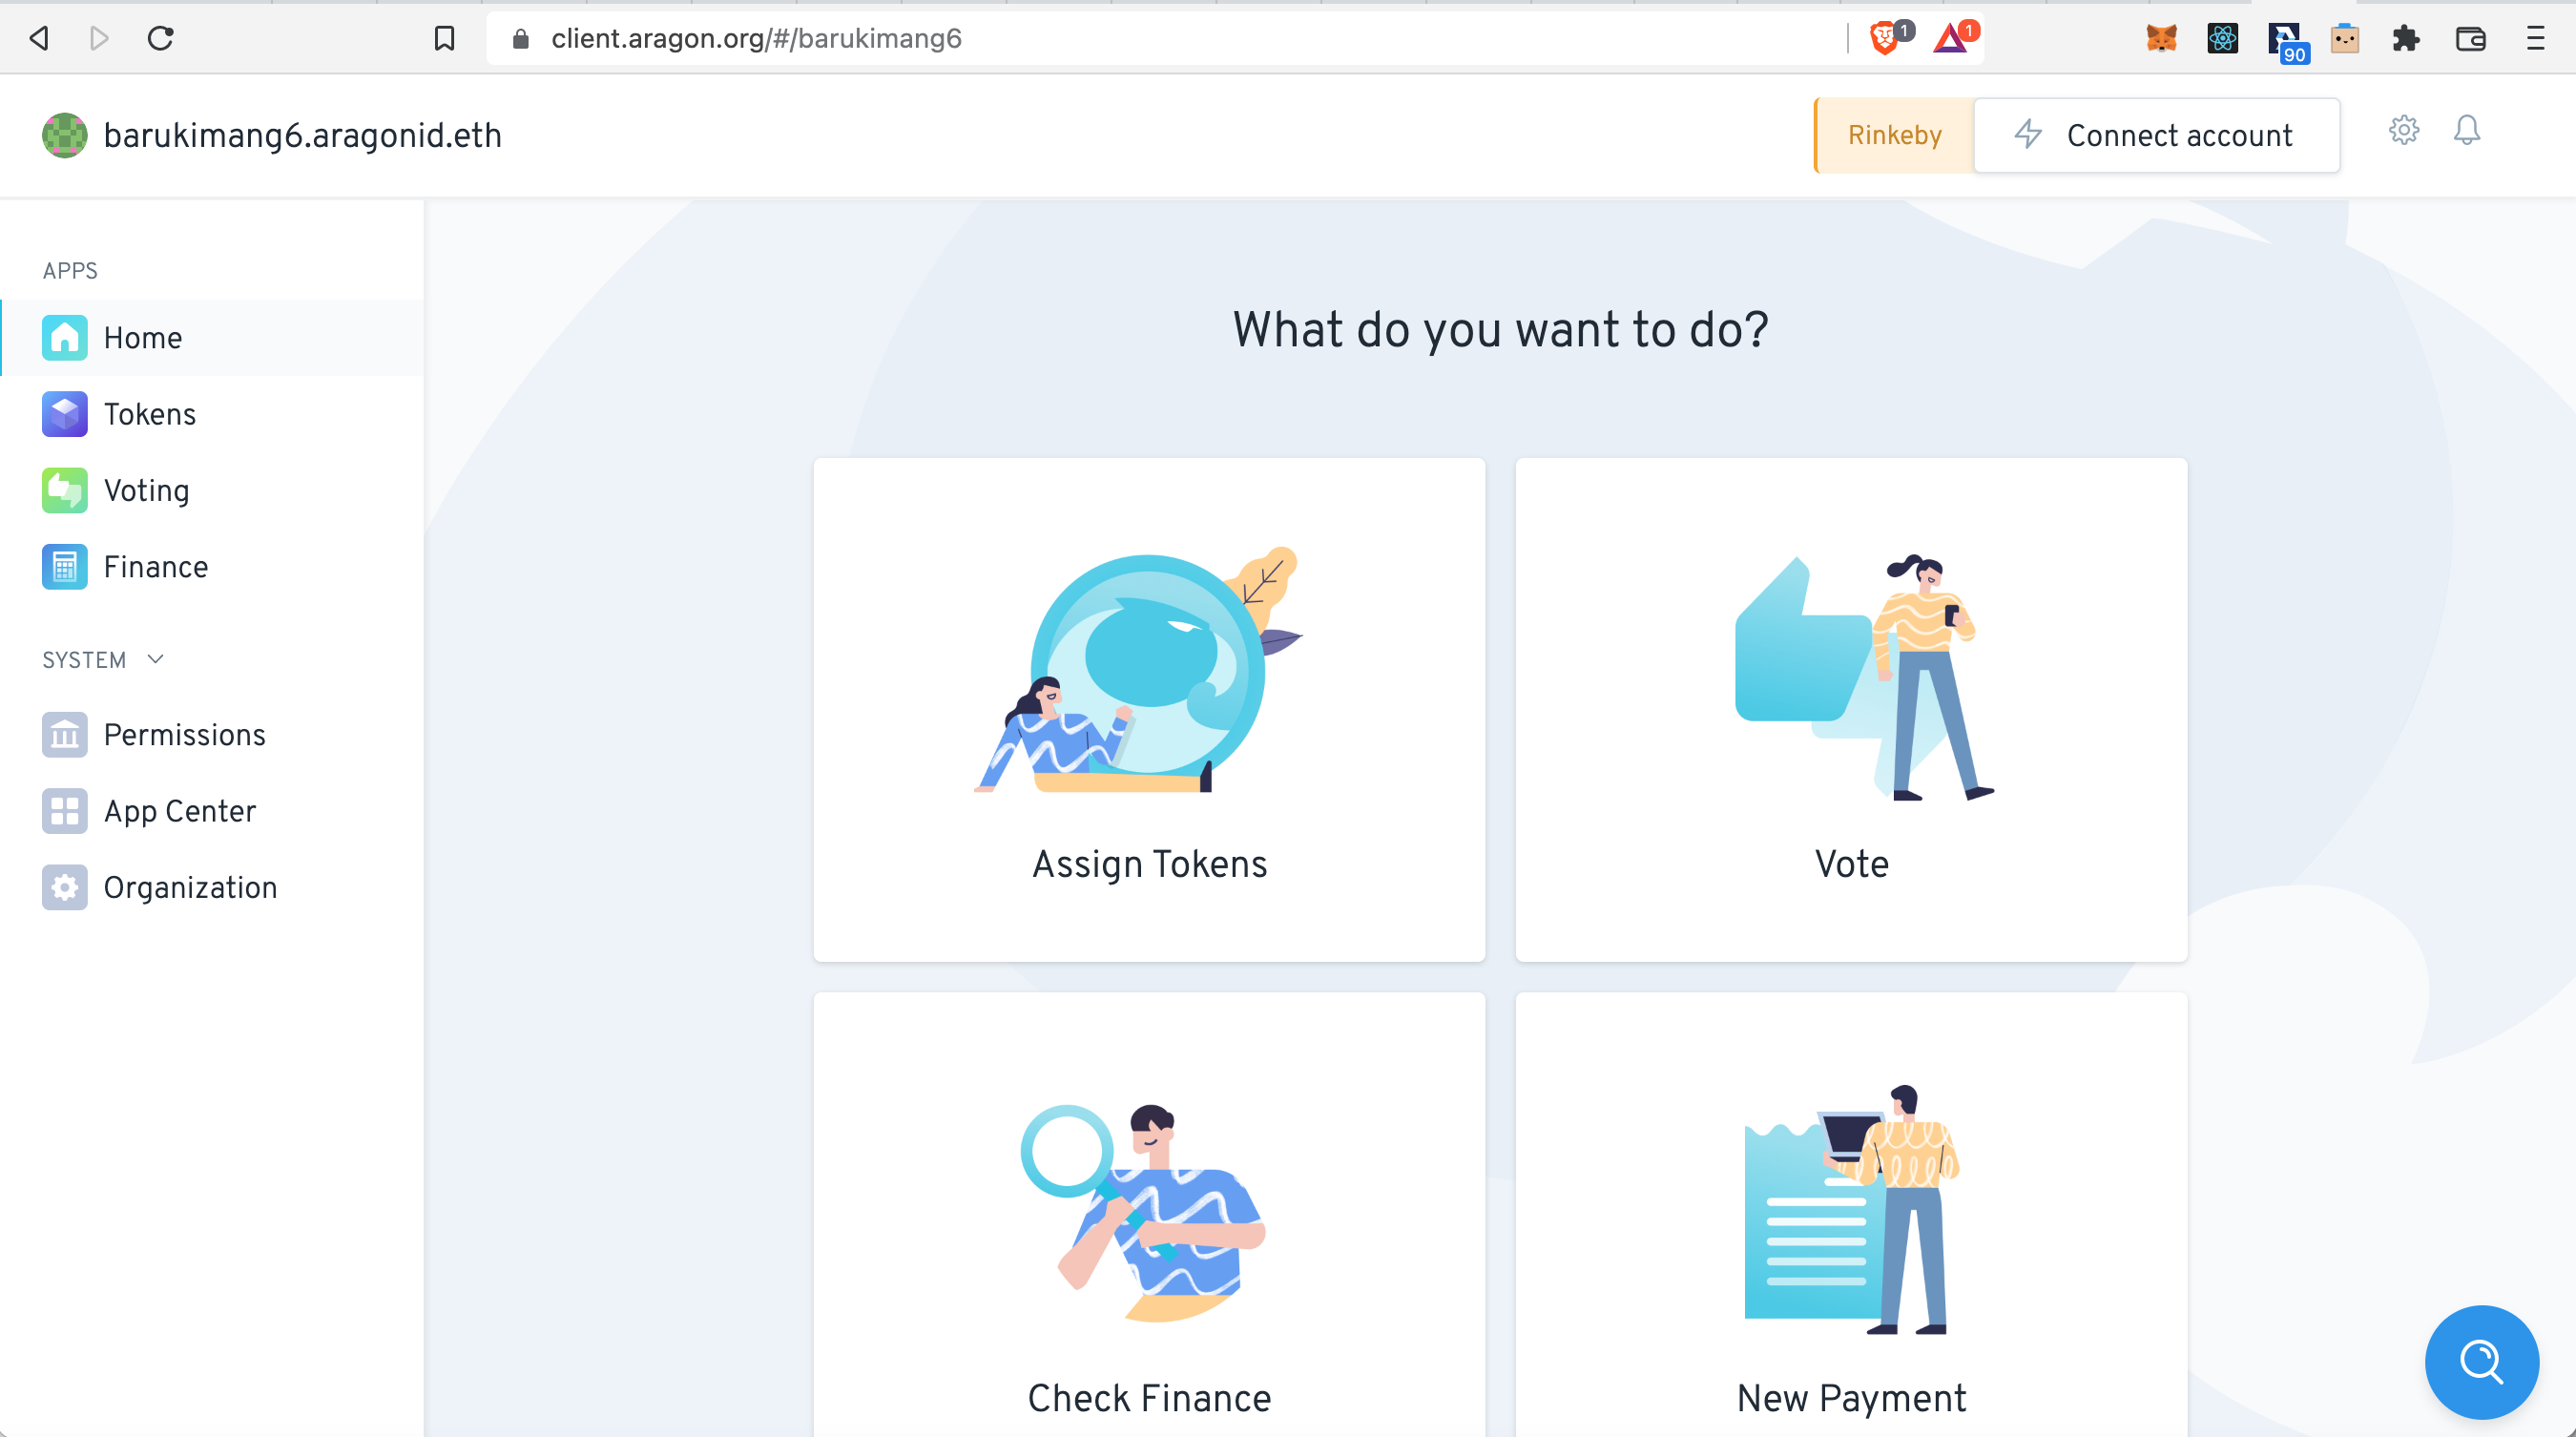 client.aragon.org/#/barukimang6
1
1
90
barukimang6.aragonid.eth
Rinkeby
Connect account
APPS
Home
Tokens
Voting
Finance
SYSTEM
Permissions
App Center
Organization
What do you want to do?
Assign Tokens
Vote
Check Finance
New Payment